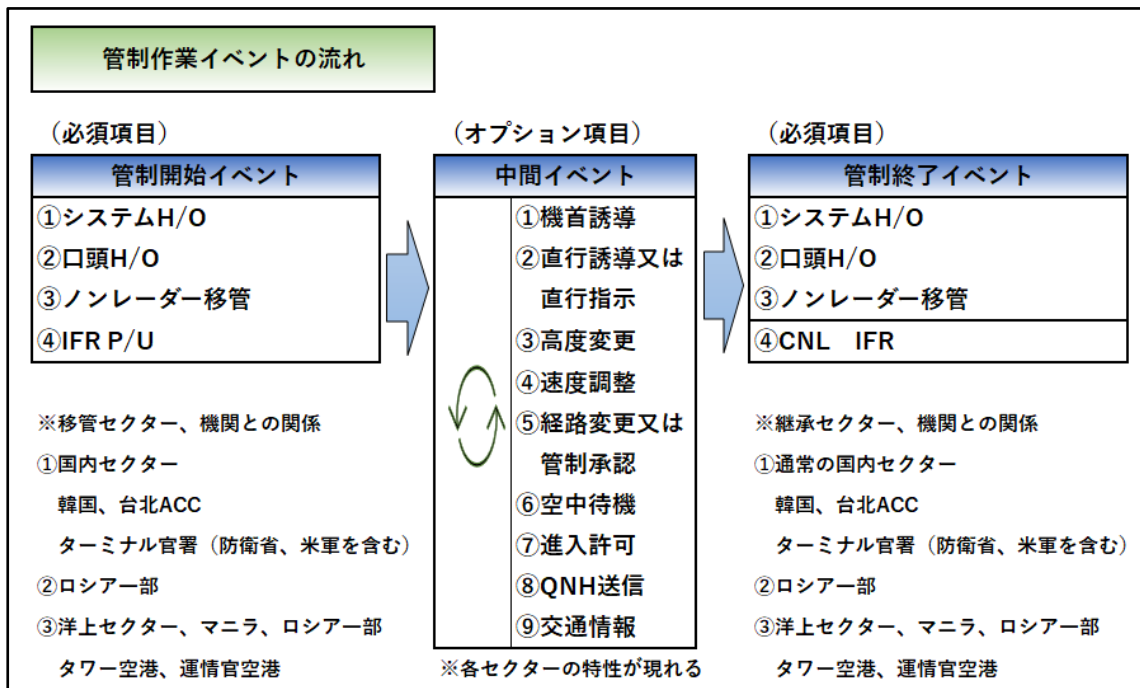 管制作業イベントの流れ
（必須項目）
管制開始イベント
①システムH/O
②口頭H/O
③ノンレーダー移管
④IFR P/U
※移管セクター、機関との関係
①国内セクター
韓国、台北ACC
ターミナル官署（防衛省、米軍を含む）
②ロシア一部
③洋上セクター、マニラ、ロシア一部
タワー空港、運情官空港
（オプション項目）
中間イベント
①機首誘導
②直行誘導又は
直行指示
③高度変更
④速度調整
⑤経路変更又は
管制承認
⑥空中待機
⑦進入許可
⑧QNH送信
⑨交通情報
※各セクターの特性が現れる
（必須項目）
管制終了イベント
①システムH/O
②口頭H/O
③ノンレーダー移管
④CNL　IFR
※継承セクター、機関との関係
①通常の国内セクター
韓国、台北ACC
ターミナル官署（防衛省、米軍を含む）
②ロシア一部
③洋上セクター、マニラ、ロシア一部
タワー空港、運情官空港